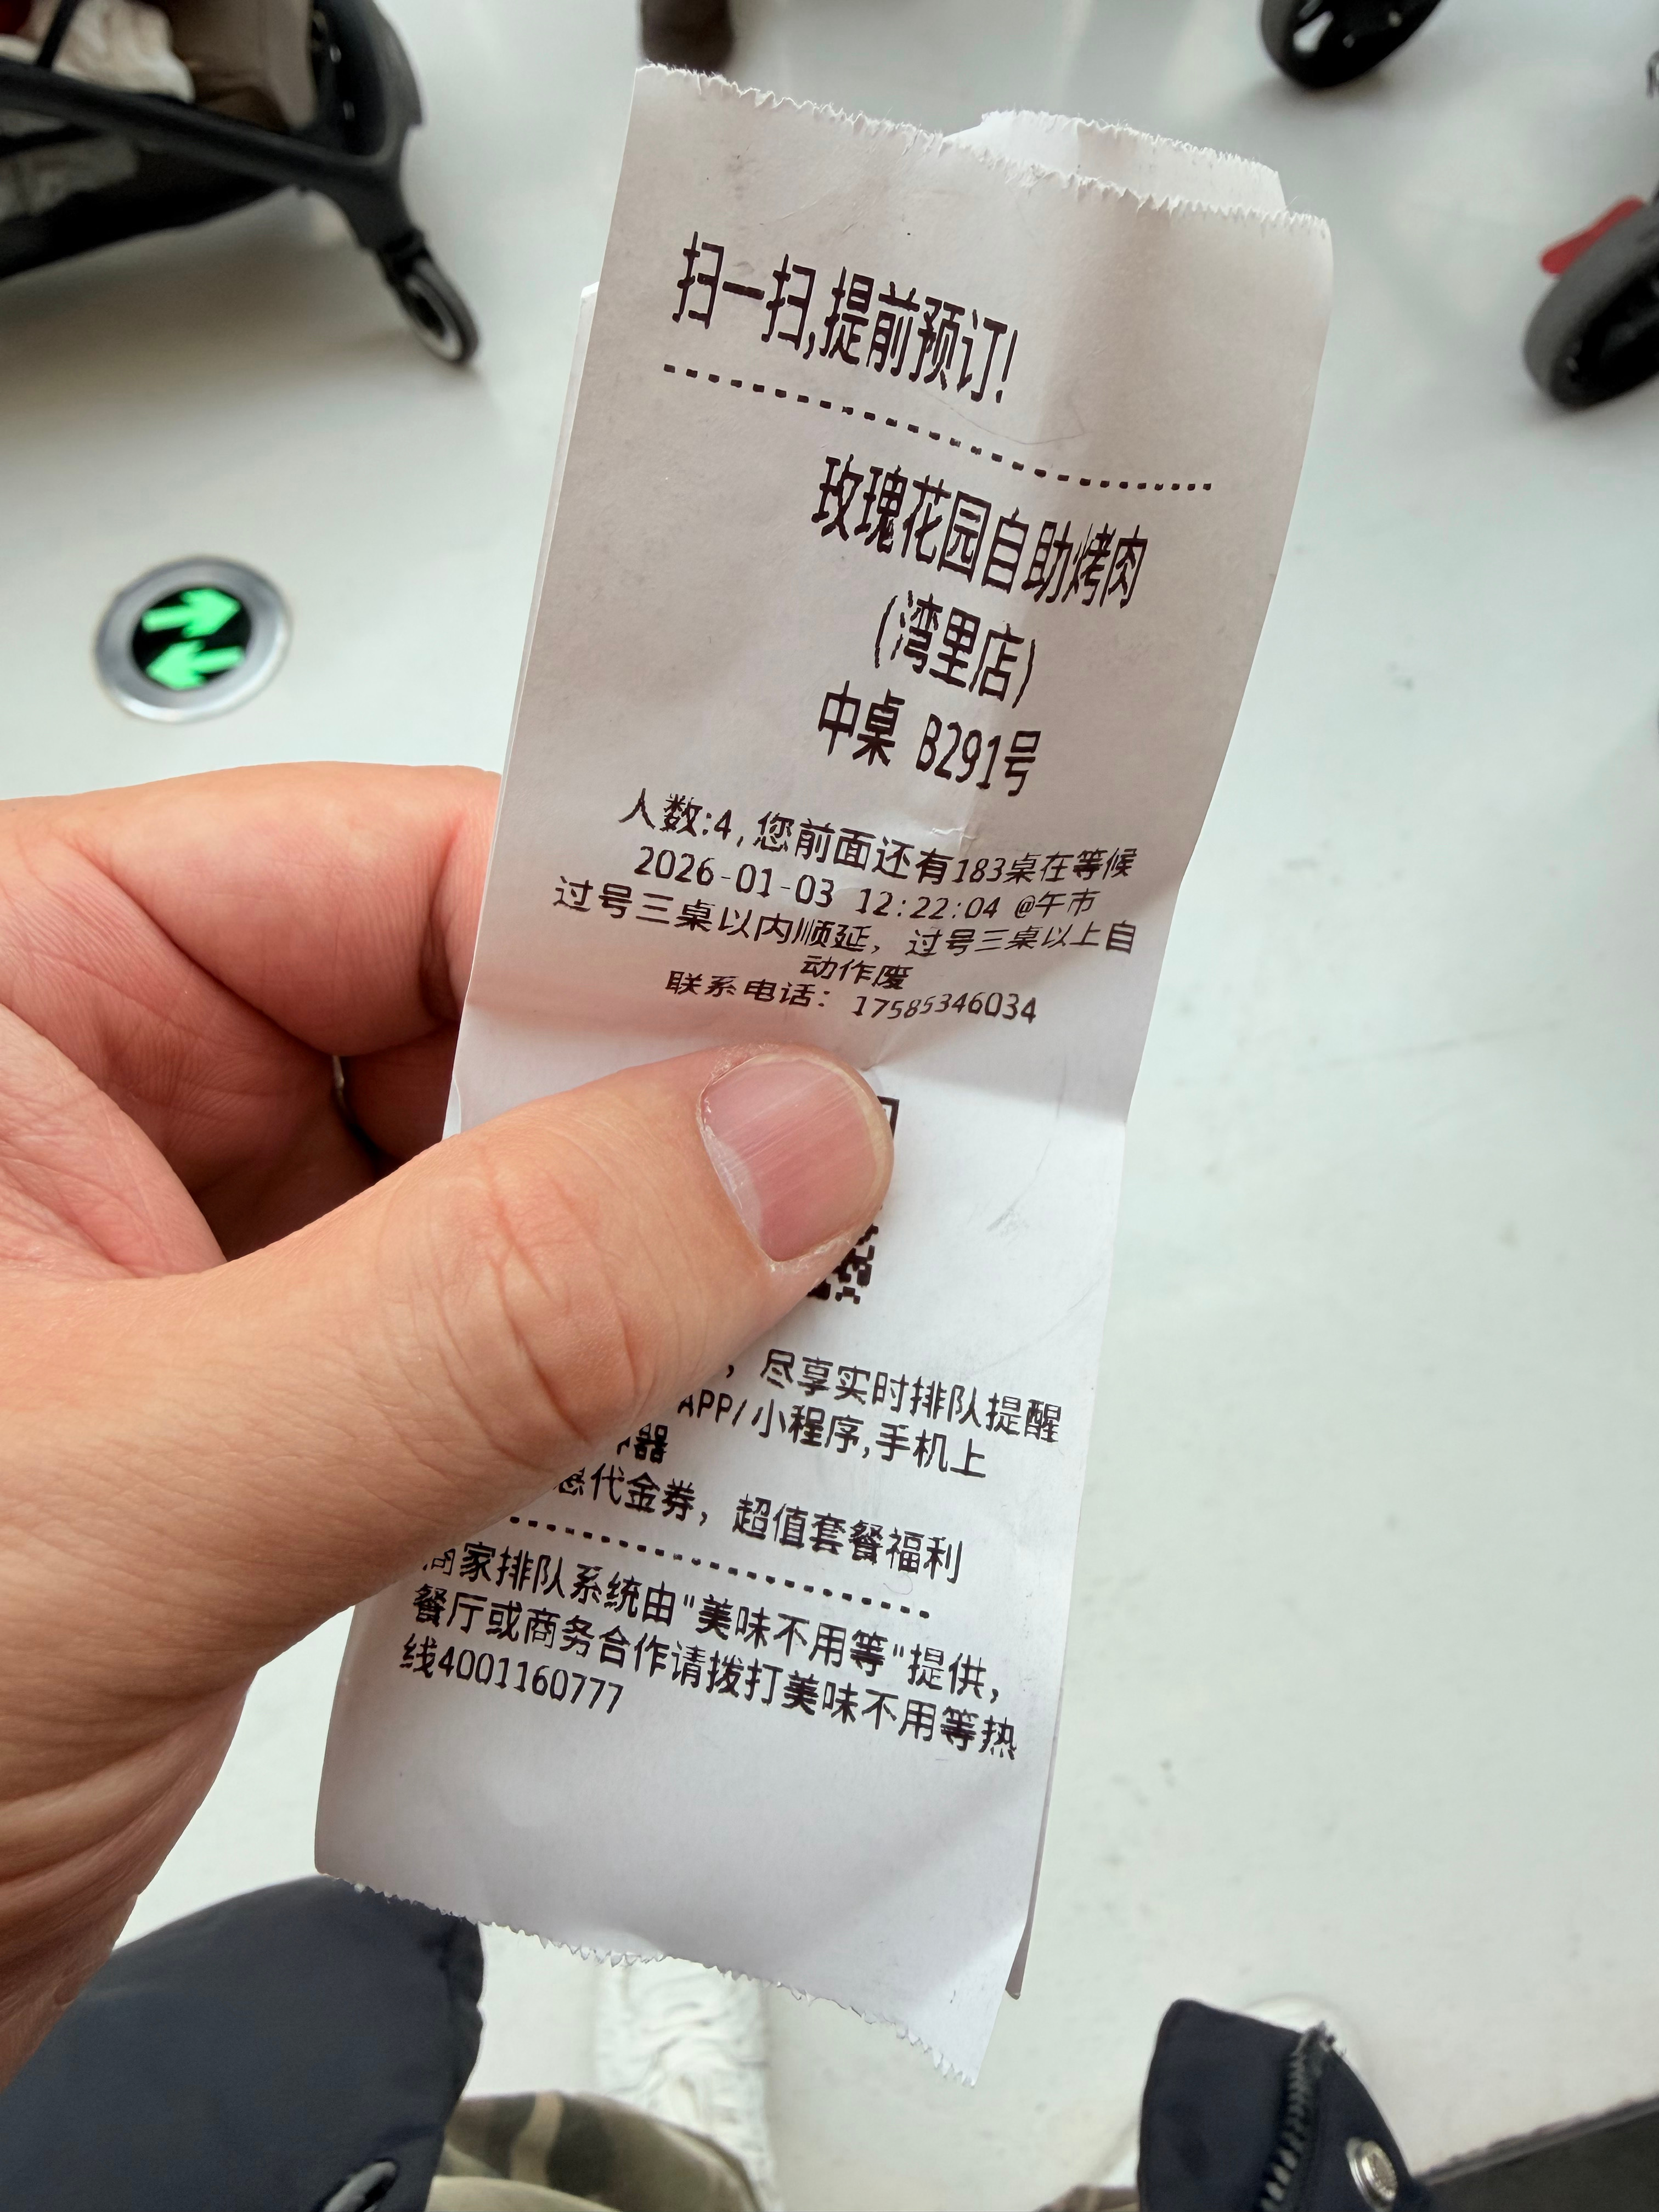 扫一扫,提前预订!
玫瑰花园自助烤肉
(湾里店)
中桌 B291号
人数:4,您前面还有183桌在等候
2026-01-03 12:22:04 @午市
过号三桌以内顺延, 过号三桌以上自
动作废
联系电话: 17585346034
, 尽享实时排队提醒
APP/小程序,手机上
器
代金券, 超值套餐福利
商家排队系统由"美味不用等"提供,
餐厅或商务合作请拨打美味不用等热
线4001160777